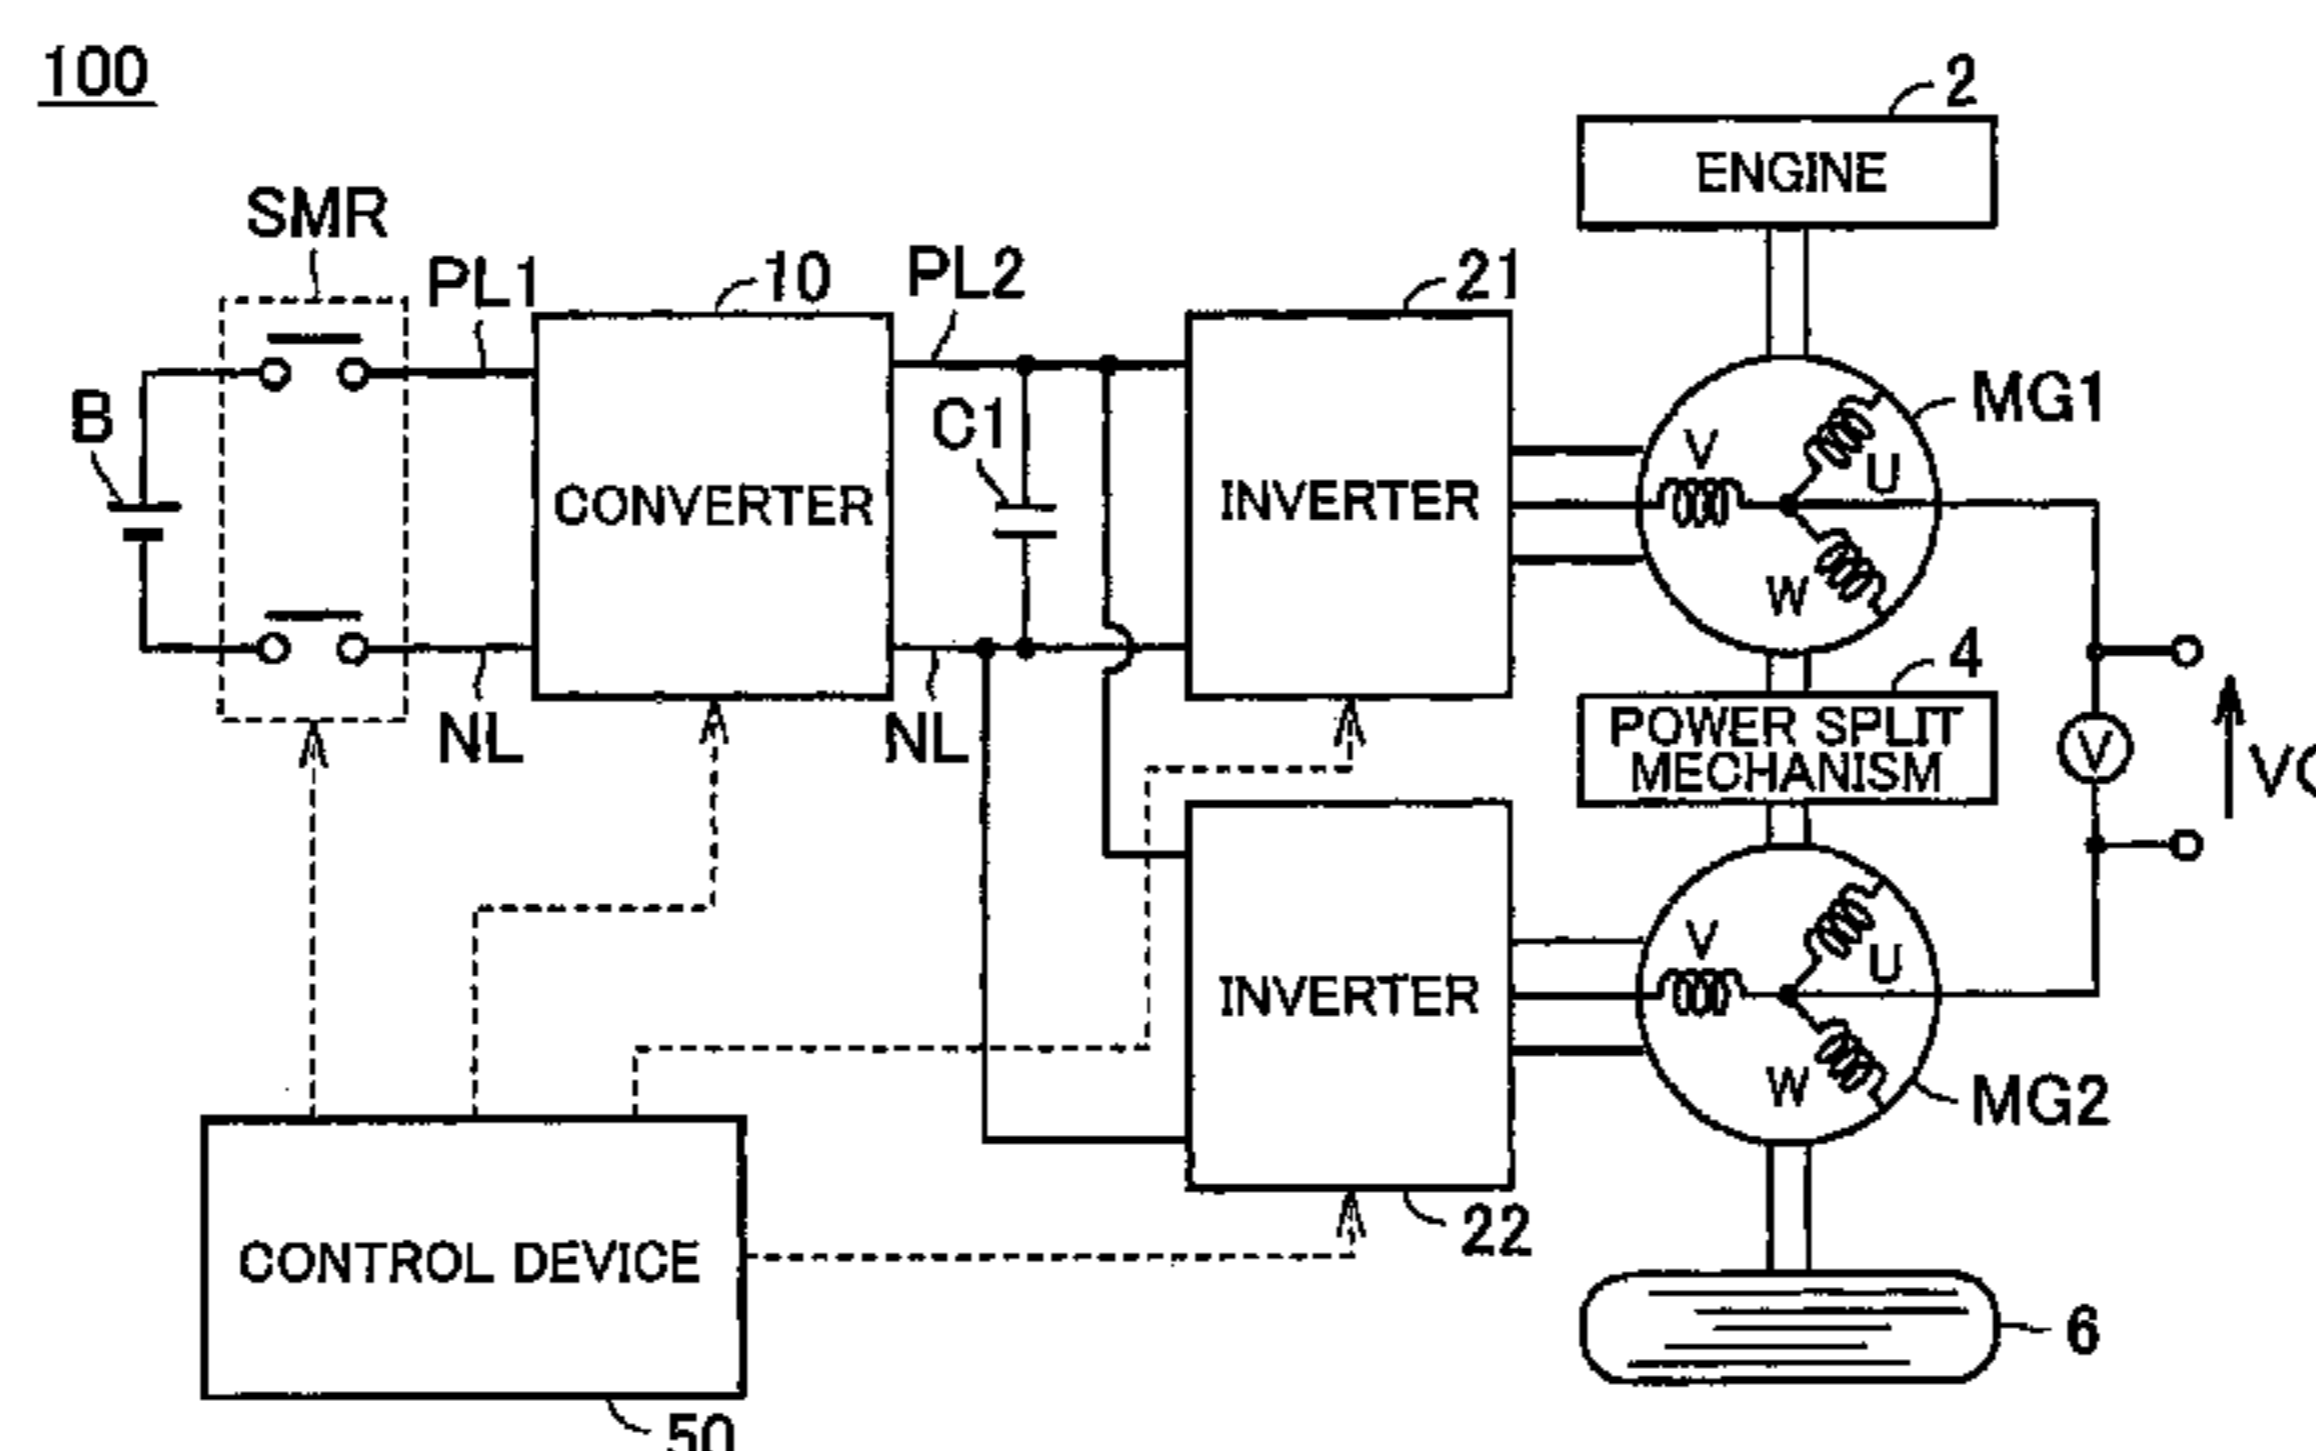 100
2
ENGINE
SMR
PL1
10
PL2
21
B
C1
MG1
CONVERTER
INVERTER
V
U
W
NL
NL
4
POWER SPLIT
MECHANISM
V
INVERTER
V
U
W
MG2
22
CONTROL DEVICE
6
50